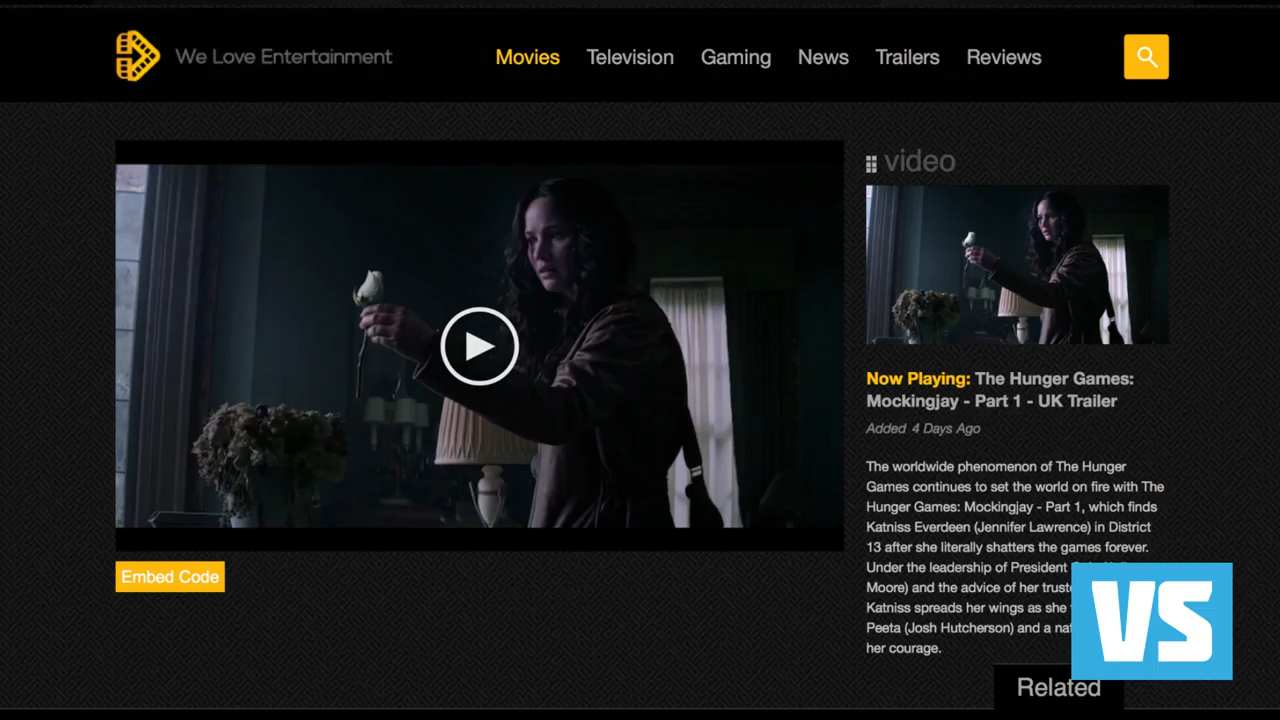 We Love Entertainment
Movies Television Gaming News Trailers Reviews
video
Now Playing: The Hunger Games:
Mockingjay - Part 1 - UK Trailer
Added 4 Days Ago
The worldwide phenomenon of The Hunger
Games continues to set the world on fire with The
Hunger Games: Mockingjay - Part 1, which finds
Katniss Everdeen (Jennifer Lawrence) in District
13 after she literally shatters the games forever.
Under the leadership of President
Moore) and the advice of her
Katniss spreads her wings as she
Peeta (Josh Hutcherson) and a
her courage.
Embed Code
VS
Related